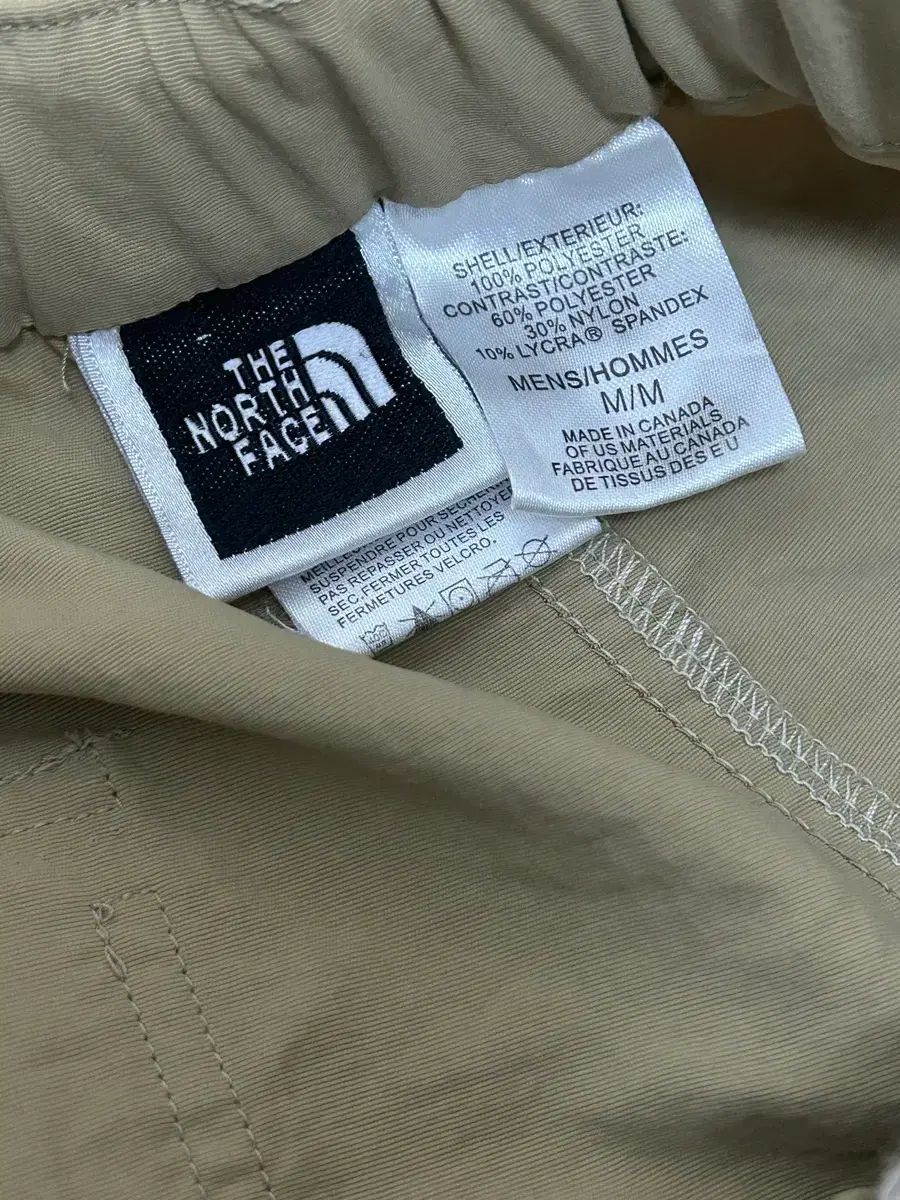 THE
NORTH
FACE
SHELL/EXTERIEUR:
100% POLYESTER
CONTRAST/CONTRASTE:
60% POLYESTER
30% NYLON
10% LYCRA® SPANDEX
MENS/HOMMES
M/M
MADE IN CANADA
OF US MATERIALS
FABRIQUE AU CANADA
DE TISSUS DES E U
SUSPENDRE POUR SECHER.
PAS REPASSER OU NETTOYER
SEC. FERMER TOUTES LES
FERMETURES VELCRO.